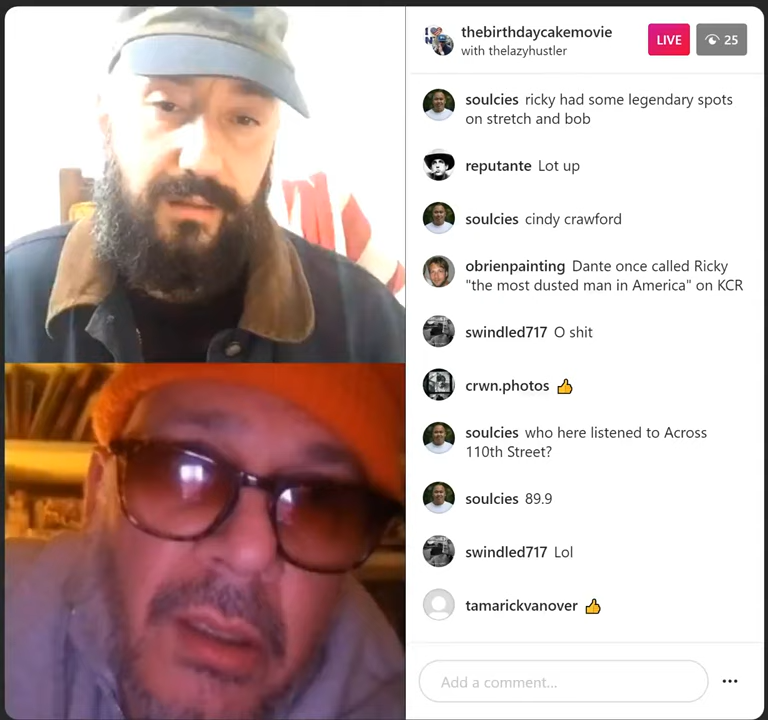 thebirthdaycakemovie
with thelazyhustler
LIVE
25
soulcies ricky had some legendary spots
on stretch and bob
reputante Lot up
soulcies cindy crawford
obrienpainting Dante once called Ricky
"the most dusted man in America" on KCR
swindled717 O shit
crwn.photos 👍
soulcies who here listened to Across
110th Street?
soulcies 89.9
swindled717 Lol
tamarickvanover 👍
Add a comment...